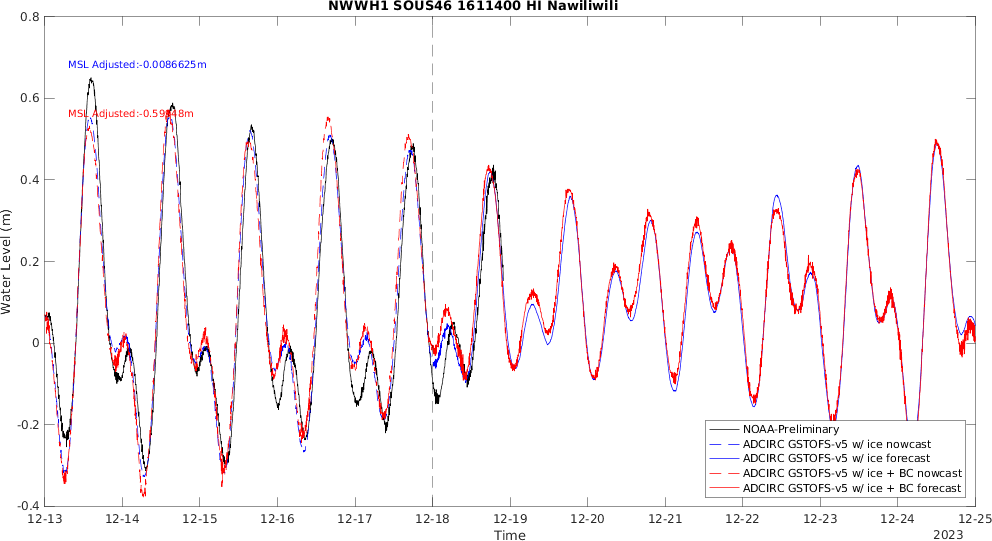 NWWH1 SOUS46 1611400 HI Nawiliwili
0.8
0.6
0.4
0.2
0
-0.2
-0.4
Water Level (m)
MSL Adjusted:-0.0086625m
12-13
12-14
12-15
12-16
12-17
12-18
12-19
12-20
12-21
12-22
12-23
12-24
12-25
Time
2023
NOAA-Preliminary
ADCIRC GSTOFS-v5 w/ ice nowcast
ADCIRC GSTOFS-v5 w/ ice forecast
ADCIRC GSTOFS-v5 w/ ice + BC nowcast
ADCIRC GSTOFS-v5 w/ ice + BC forecast